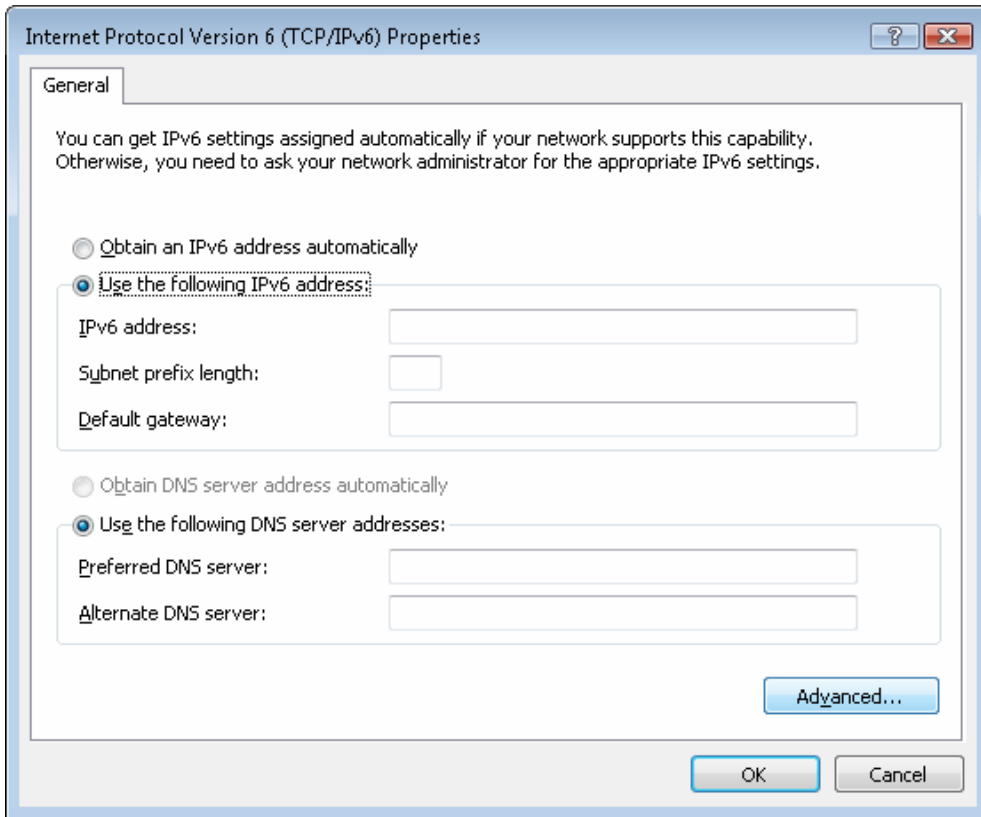 Internet Protocol Version 6 (TCP/IPv6) Properties
General
You can get IPv6 settings assigned automatically if your network supports this capability.
Otherwise, you need to ask your network administrator for the appropriate IPv6 settings.
Obtain an IPv6 address automatically
Use the following IPv6 address:
IPv6 address:
Subnet prefix length:
Default gateway:
Obtain DNS server address automatically
Use the following DNS server addresses:
Preferred DNS server:
Alternate DNS server:
Advanced...
OK Cancel